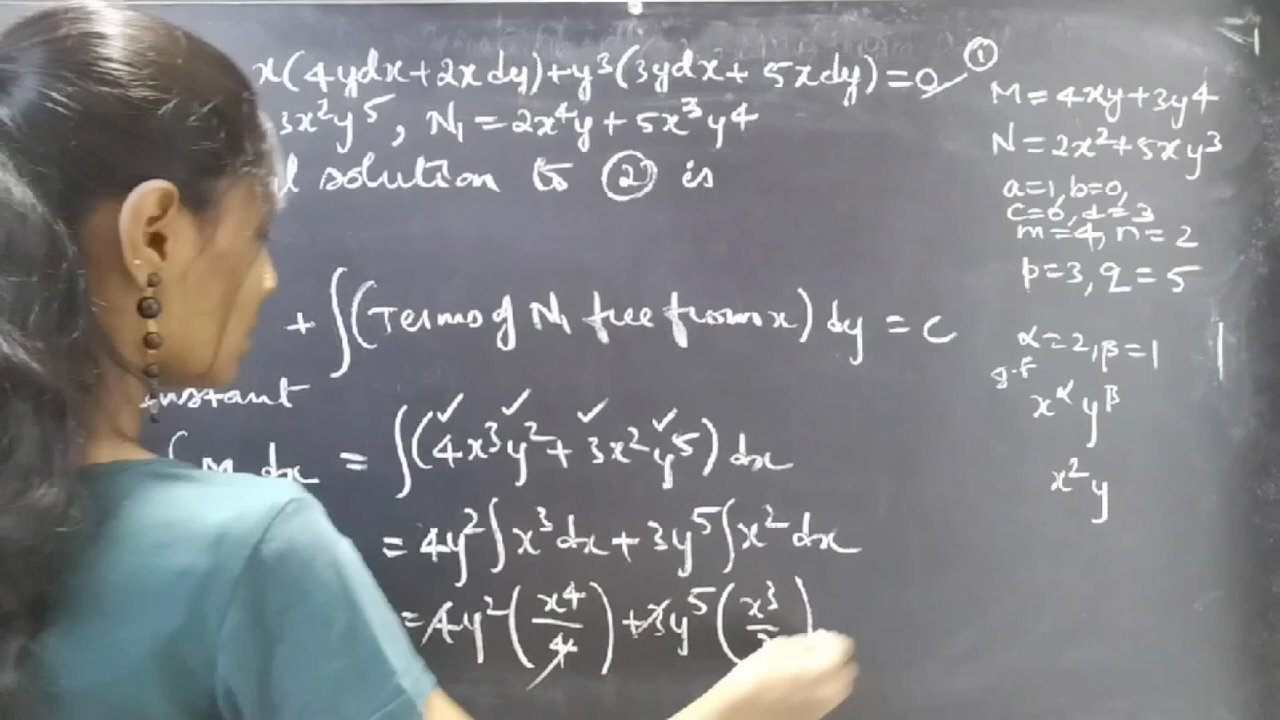 x(4ydx+2xdy)+y³(3ydx+5xdy)=0 ①
3x²y⁵, N₁=2x⁴y+5x³y⁴
l solution to ② is
+ ∫(Terms of N₁ free from x) dy = c
nstant
∫ M dx = ∫(4x³y²+3x²y⁵)dx
=4y²∫x³dx+3y⁵∫x²dx
=4y²(x⁴/4)+3y⁵(x³/3)
M=4xy+3y4
N=2x²+5xy³
a=1, b=0,
c=0, d=3
m=4, n=2
p=3, q=5
α=2, β=1
g.f
x^α y^β
x²y